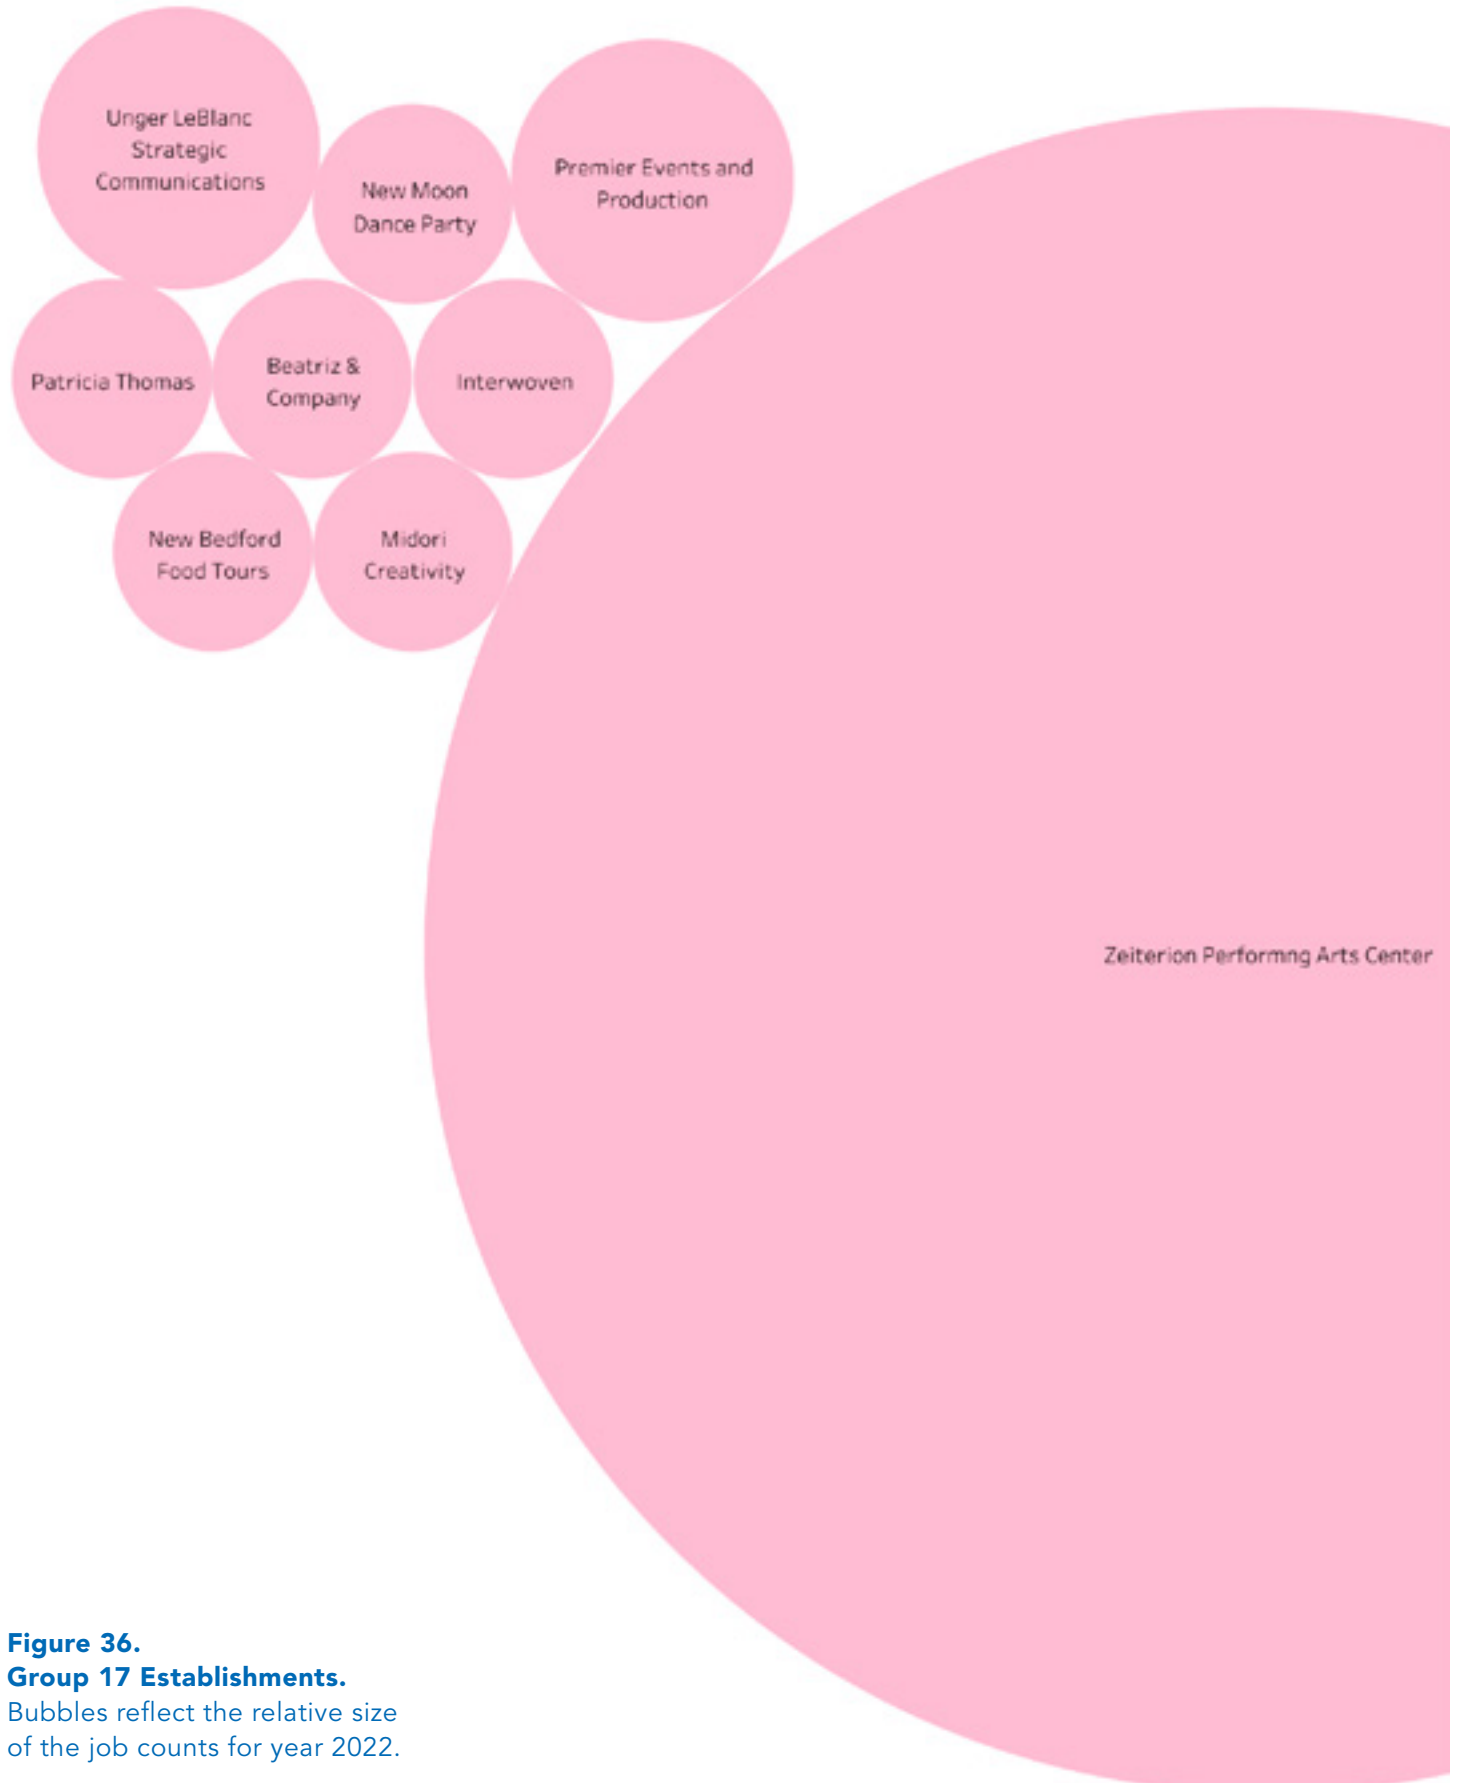 Unger LeBlanc
Strategic
Communications
New Moon
Dance Party
Premier Events and
Production
Patricia Thomas
Beatriz &
Company
Interwoven
New Bedford
Food Tours
Midori
Creativity
Zeiterion Performng Arts Center
Figure 36.
Group 17 Establishments.
Bubbles reflect the relative size
of the job counts for year 2022.